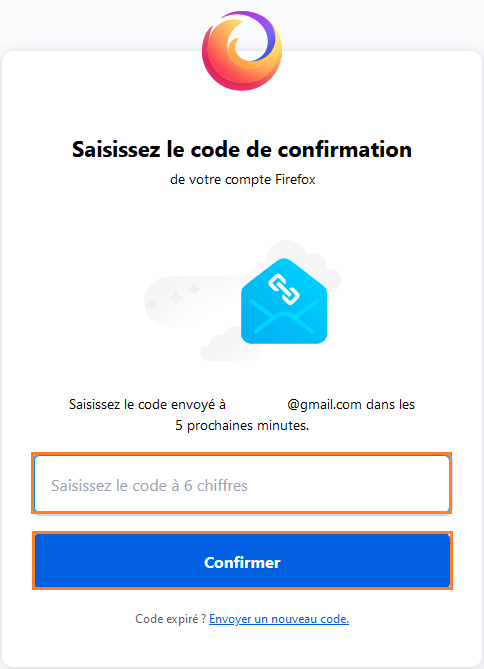 Saisissez le code de confirmation
de votre compte Firefox
Saisissez le code envoyé à @gmail.com dans les
5 prochaines minutes.
Saisissez le code à 6 chiffres
Confirmer
Code expiré ? Envoyer un nouveau code.